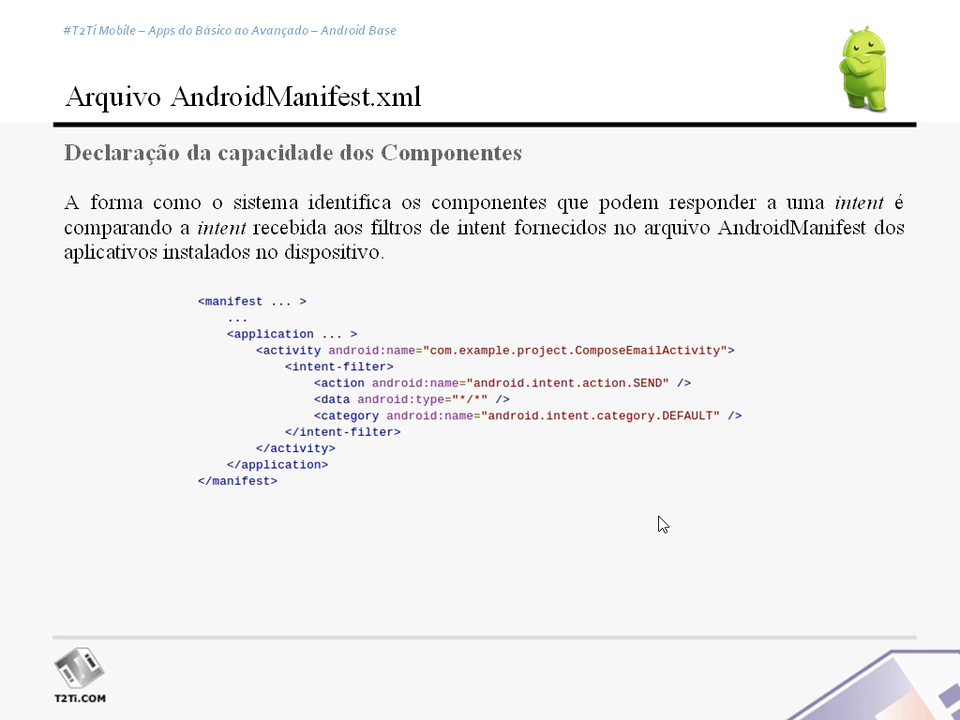 #T2Ti Mobile – Apps do Básico ao Avançado – Android Base
Arquivo AndroidManifest.xml
Declaração da capacidade dos Componentes
A forma como o sistema identifica os componentes que podem responder a uma intent é
comparando a intent recebida aos filtros de intent fornecidos no arquivo AndroidManifest dos
aplicativos instalados no dispositivo.
<manifest ... >
    ...
    <application ... >
        <activity android:name="com.example.project.ComposeEmailActivity">
            <intent-filter>
                <action android:name="android.intent.action.SEND" />
                <data android:type="*/*" />
                <category android:name="android.intent.category.DEFAULT" />
            </intent-filter>
        </activity>
    </application>
</manifest>
T2Ti
T2Ti.COM